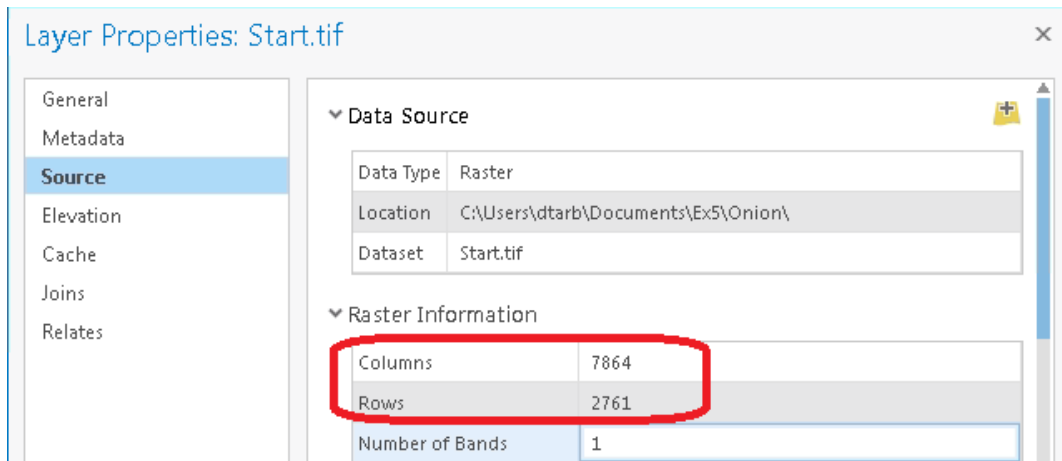 Layer Properties: Start.tif
General
Metadata
Source
Elevation
Cache
Joins
Relates
Data Source
Data Type Raster
Location C:\Users\dtarb\Documents\Ex5\Onion\
Dataset Start.tif
Raster Information
Columns 7864
Rows 2761
Number of Bands 1